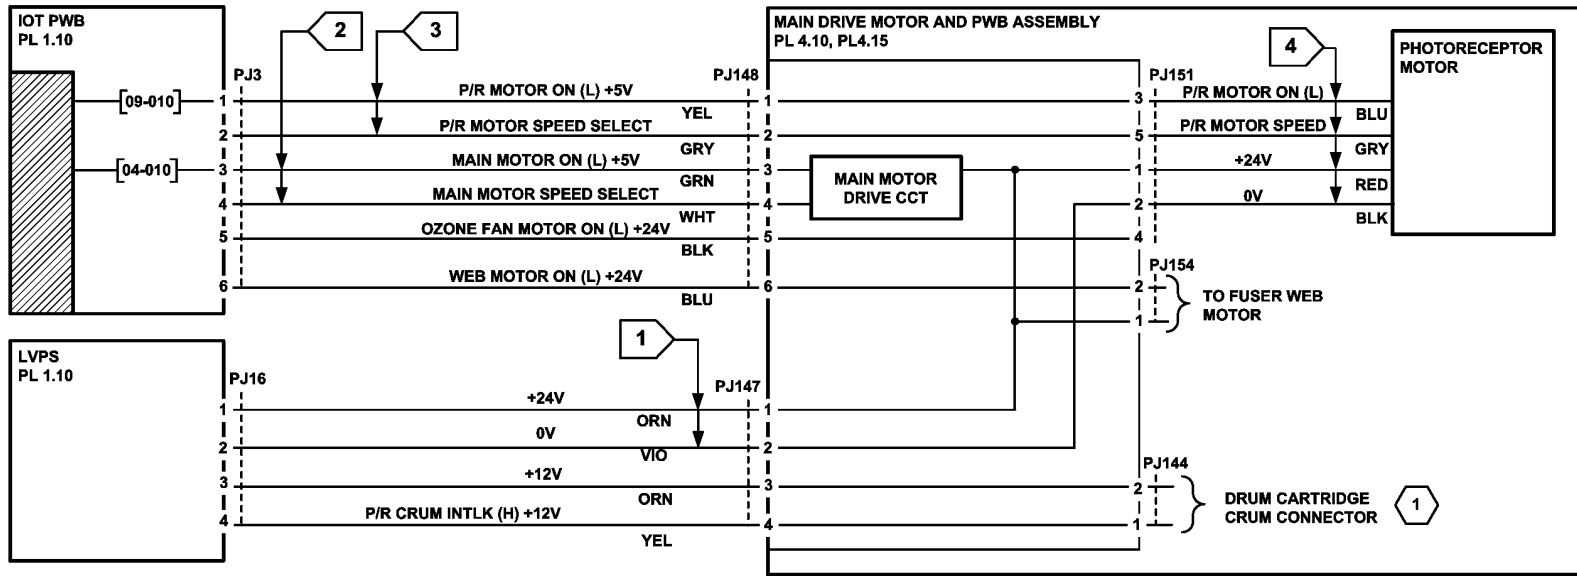 IOT PWB
PL 1.10
2
3
MAIN DRIVE MOTOR AND PWB ASSEMBLY
PL 4.10, PL4.15
4
PHOTORECEPTOR
MOTOR
PJ3
PJ148
PJ151
[09-010]
1
P/R MOTOR ON (L) +5V
YEL
1
3
P/R MOTOR ON (L)
BLU
2
P/R MOTOR SPEED SELECT
GRY
2
5
P/R MOTOR SPEED
GRY
[04-010]
3
MAIN MOTOR ON (L) +5V
GRN
3
MAIN MOTOR
DRIVE CCT
1
+24V
RED
4
MAIN MOTOR SPEED SELECT
WHT
4
2
0V
BLK
5
OZONE FAN MOTOR ON (L) +24V
BLK
5
4
6
WEB MOTOR ON (L) +24V
BLU
6
PJ154
2
1
TO FUSER WEB
MOTOR
LVPS
PL 1.10
1
PJ16
PJ147
1
+24V
ORN
1
2
0V
VIO
2
3
+12V
ORN
3
4
P/R CRUM INTLK (H) +12V
YEL
4
PJ144
2
1
DRUM CARTRIDGE
CRUM CONNECTOR
1